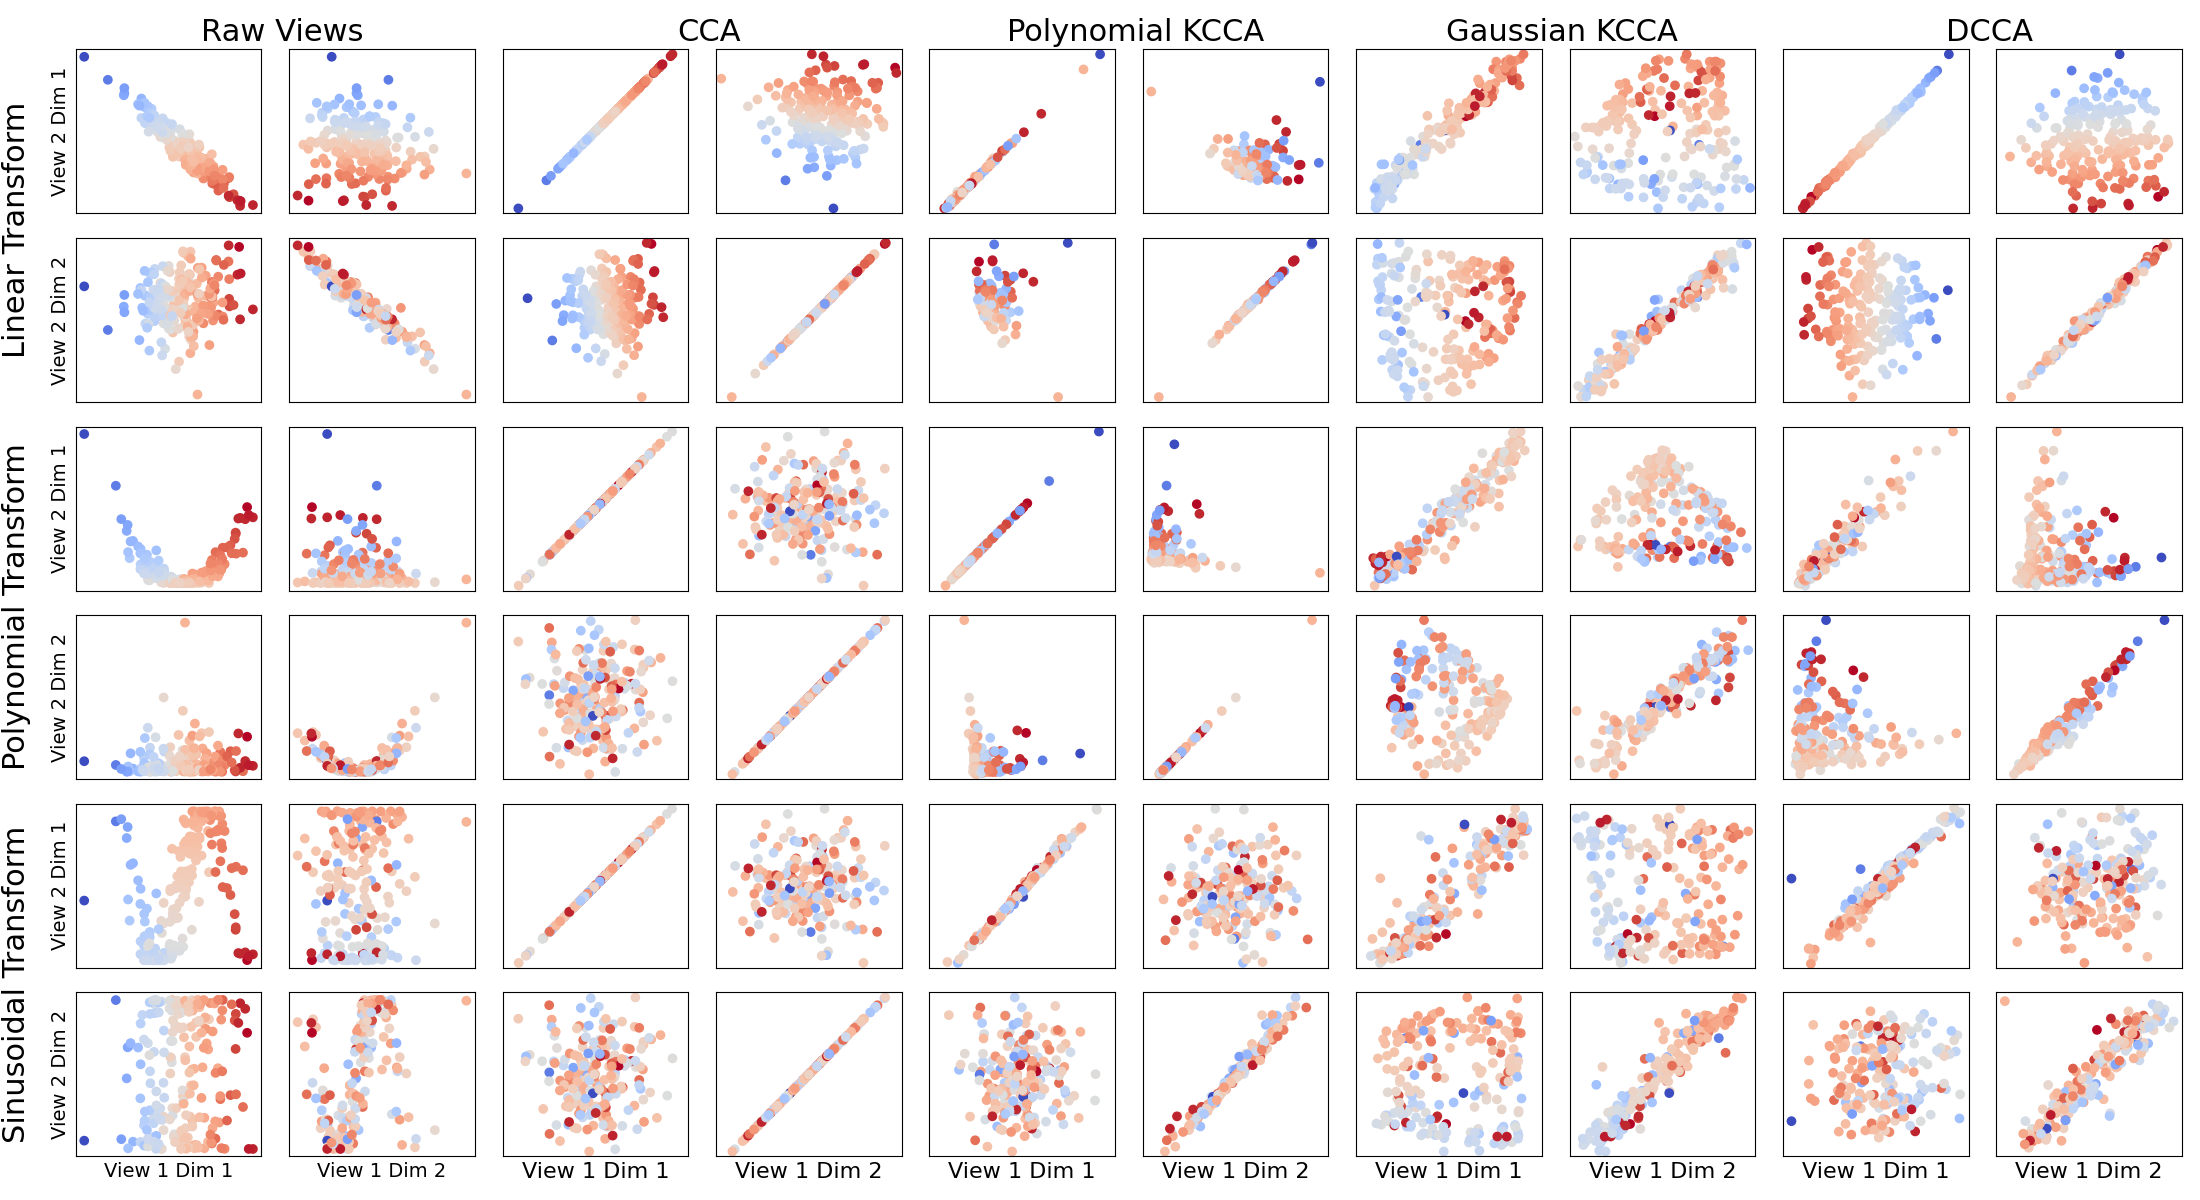 Raw Views
CCA
Polynomial KCCA
Gaussian KCCA
DCCA
Linear Transform
View 2 Dim 1
View 2 Dim 2
Polynomial Transform
View 2 Dim 1
View 2 Dim 2
Sinusoidal Transform
View 2 Dim 1
View 2 Dim 2
View 1 Dim 1
View 1 Dim 2
View 1 Dim 1
View 1 Dim 2
View 1 Dim 1
View 1 Dim 2
View 1 Dim 1
View 1 Dim 2
View 1 Dim 1
View 1 Dim 2